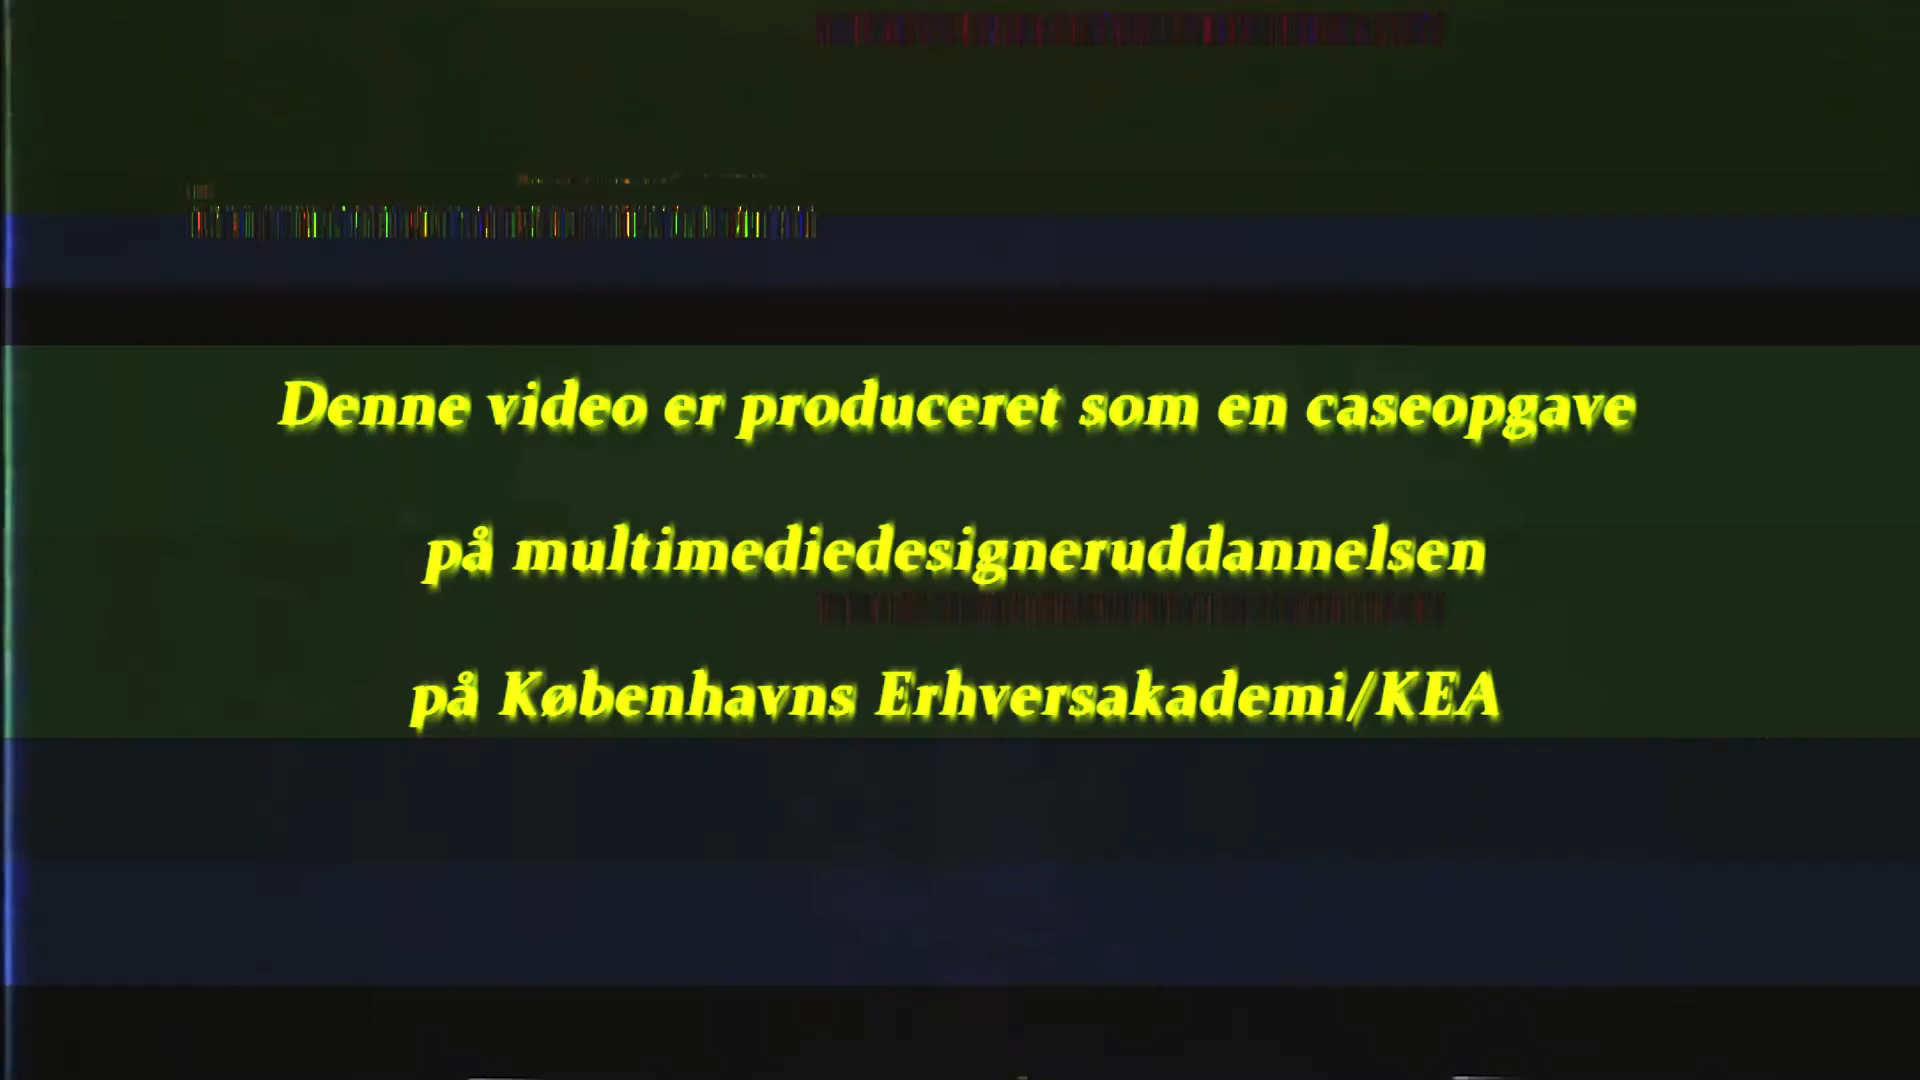 Denne video er produceret som en caseopgave
på multimediedesigneruddannelsen
på Københavns Erhversakademi/KEA